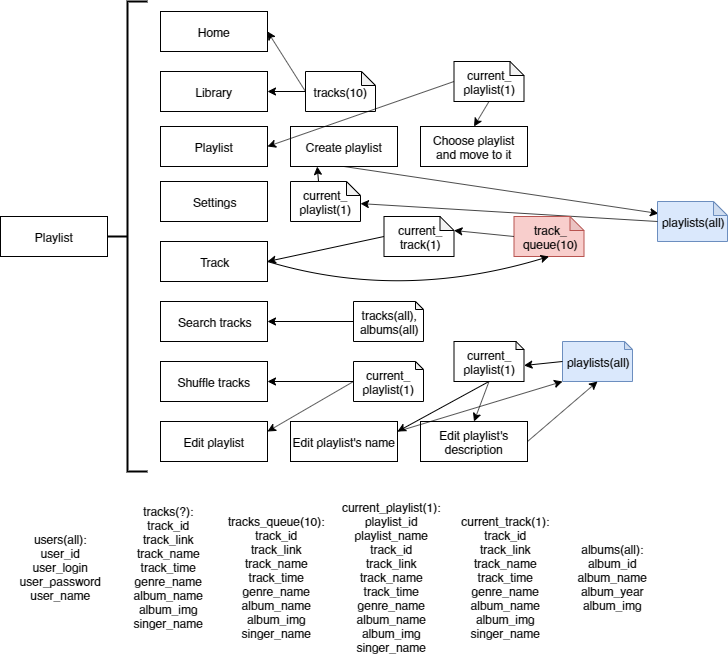 Home
Library
tracks(10)
current_
playlist(1)
Playlist
Create playlist
Choose playlist
and move to it
Settings
current_
playlist(1)
playlists(all)
Playlist
current_
track(1)
track_
queue(10)
Track
Search tracks
tracks(all),
albums(all)
Shuffle tracks
current_
playlist(1)
current_
playlist(1)
playlists(all)
Edit playlist
Edit playlist's name
Edit playlist's
description
users(all):
user_id
user_login
user_password
user_name
tracks(?):
track_id
track_link
track_name
track_time
genre_name
album_name
album_img
singer_name
tracks_queue(10):
track_id
track_link
track_name
track_time
genre_name
album_name
album_img
singer_name
current_playlist(1):
playlist_id
playlist_name
track_id
track_link
track_name
track_time
genre_name
album_name
album_img
singer_name
current_track(1):
track_id
track_link
track_name
track_time
genre_name
album_name
album_img
singer_name
albums(all):
album_id
album_name
album_year
album_img